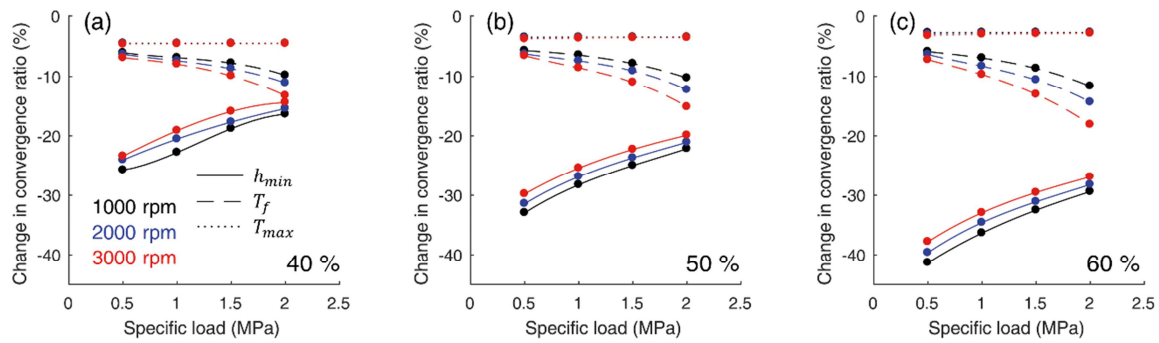 (a)
Change in convergence ratio (%)
0
-10
-20
-30
-40
1000 rpm
2000 rpm
3000 rpm
h_min
T_f
T_max
40 %
0 0.5 1 1.5 2 2.5
Specific load (MPa)
(b)
Change in convergence ratio (%)
0
-10
-20
-30
-40
50 %
0 0.5 1 1.5 2 2.5
Specific load (MPa)
(c)
Change in convergence ratio (%)
0
-10
-20
-30
-40
60 %
0 0.5 1 1.5 2 2.5
Specific load (MPa)